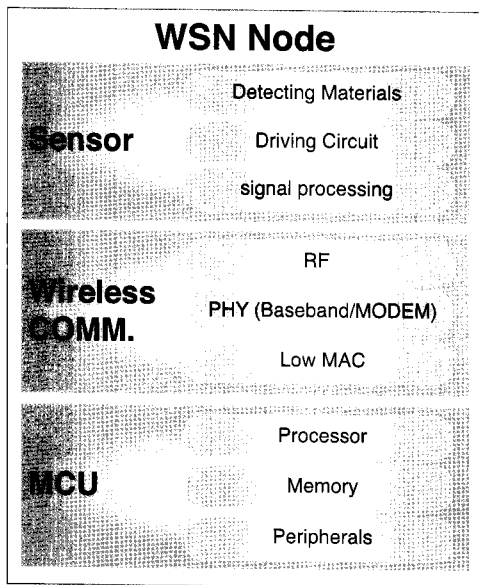 WSN Node
Detecting Materials
Sensor
Driving Circuit
signal processing
RF
Wireless
COMM.
PHY (Baseband/MODEM)
Low MAC
Processor
MCU
Memory
Peripherals